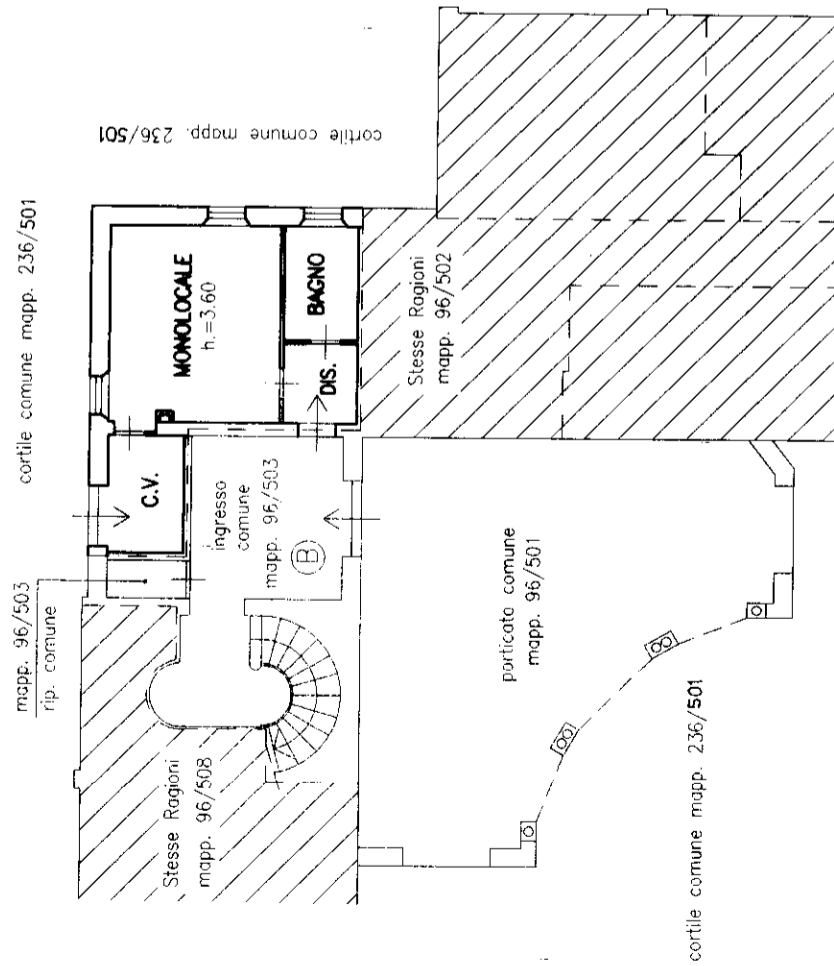 cortile comune mapp. 236/501
cortile comune mapp. 236/501
mapp. 96/503
rip. comune
C.V.
MONOLOCALE
h.=3.60
BAGNO
DIS.
ingresso
comune
mapp. 96/503
B
Stesse Ragioni
mapp. 96/502
Stesse Ragioni
mapp. 96/508
porticato comune
mapp. 96/501
cortile comune mapp. 236/501